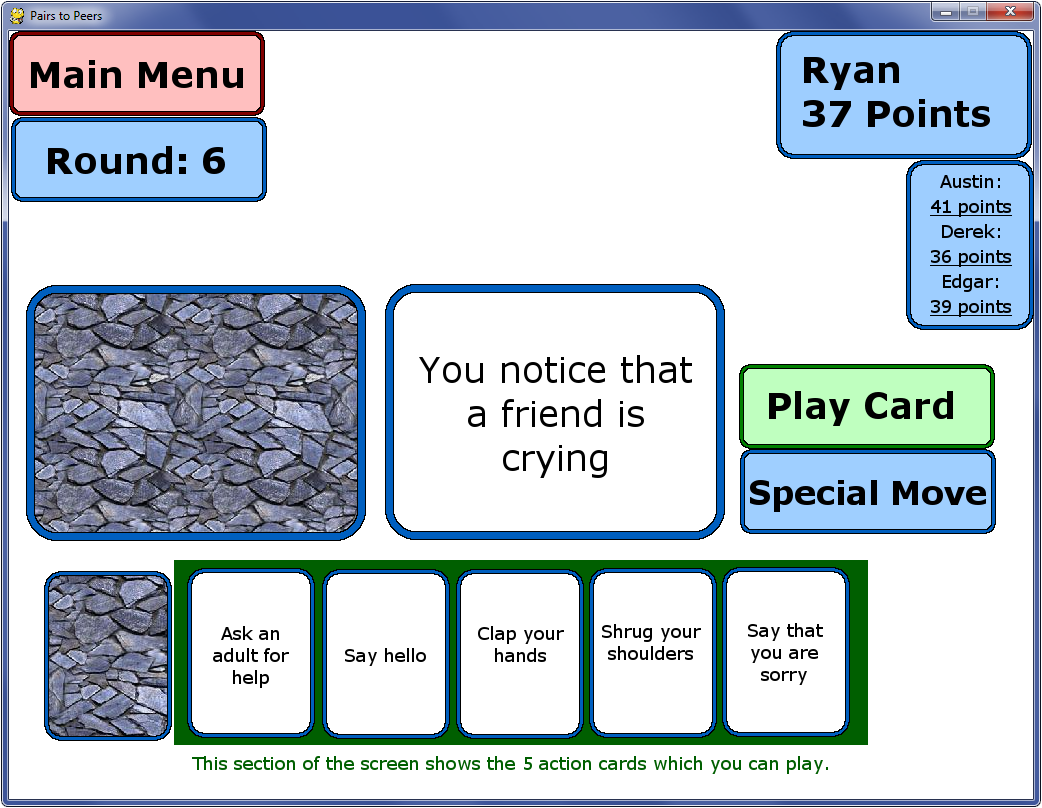 Pairs to Peers
Main Menu
Round: 6
Ryan
37 Points
Austin:
41 points
Derek:
36 points
Edgar:
39 points
You notice that
a friend is
crying
Play Card
Special Move
Ask an
adult for
help
Say hello
Clap your
hands
Shrug your
shoulders
Say that
you are
sorry
This section of the screen shows the 5 action cards which you can play.